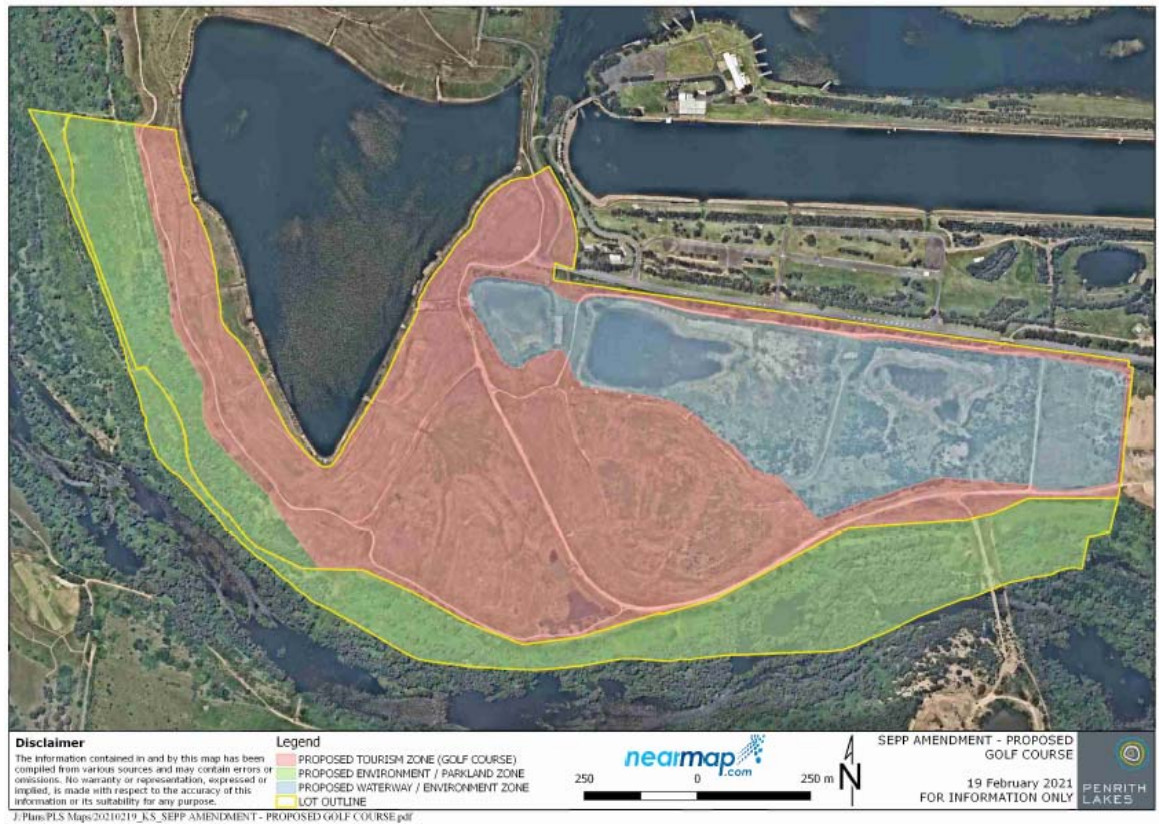 Disclaimer
The information contained in and by this map has been
compiled from various sources and may contain errors or
omissions. No warranty or representation, expressed or
implied, is made with respect to the accuracy of this
information or its suitability for any purpose.
Legend
PROPOSED TOURISM ZONE (GOLF COURSE)
PROPOSED ENVIRONMENT / PARKLAND ZONE
PROPOSED WATERWAY / ENVIRONMENT ZONE
LOT OUTLINE
nearmap
.com
250 0 250 m
N
SEPP AMENDMENT - PROPOSED
GOLF COURSE
19 February 2021
FOR INFORMATION ONLY
PENRITH
LAKES
J:/Plans/PLS Maps/20210219_KS_SEPP AMENDMENT - PROPOSED GOLF COURSE.pdf